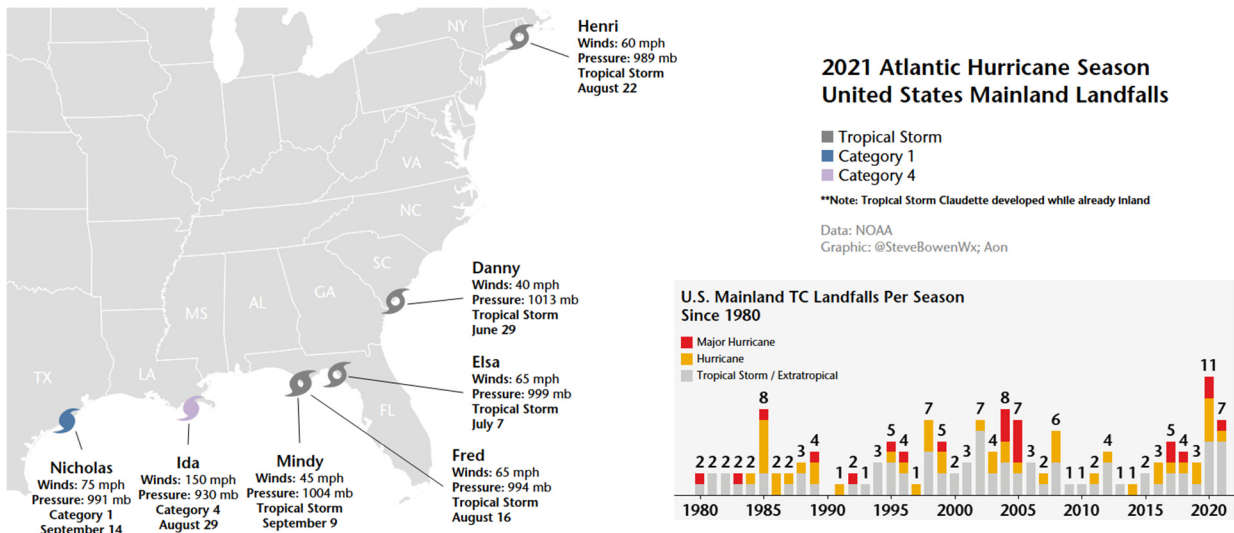 Henri
Winds: 60 mph
Pressure: 989 mb
Tropical Storm
August 22
NY
NJ
VA
NC
SC
GA
AL
MS
LA
TX
FL
Danny
Winds: 40 mph
Pressure: 1013 mb
Tropical Storm
June 29
Elsa
Winds: 65 mph
Pressure: 999 mb
Tropical Storm
July 7
Fred
Winds: 65 mph
Pressure: 994 mb
Tropical Storm
August 16
Mindy
Winds: 45 mph
Pressure: 1004 mb
Tropical Storm
September 9
Ida
Winds: 150 mph
Pressure: 930 mb
Category 4
August 29
Nicholas
Winds: 75 mph
Pressure: 991 mb
Category 1
September 14
2021 Atlantic Hurricane Season
United States Mainland Landfalls
Tropical Storm
Category 1
Category 4
**Note: Tropical Storm Claudette developed while already inland
Data: NOAA
Graphic: @SteveBowenWx; Aon
U.S. Mainland TC Landfalls Per Season
Since 1980
Major Hurricane
Hurricane
Tropical Storm / Extratropical
2 2 2 2 2 8 2 2 3 4 1 2 1 3 5 4 1 7 5 2 3 7 4 8 7 3 2 6 1 1 2 4 1 1 2 3 5 4 3 11 7
1980 1985 1990 1995 2000 2005 2010 2015 2020